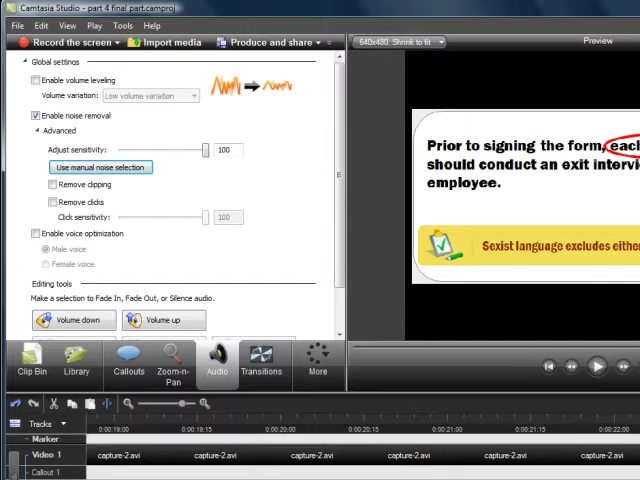 Camtasia Studio - part 4 final part.camproj
File Edit View Play Tools Help
Record the screen Import media Produce and share
640x480, Shrink to fit Preview
Global settings
Enable volume leveling
Volume variation: Low volume variation
Enable noise removal
Advanced
Adjust sensitivity: 100
Use manual noise selection
Remove clipping
Remove clicks
Click sensitivity: 100
Enable voice optimization
Male voice
Female voice
Editing tools
Make a selection to Fade In, Fade Out, or Silence audio.
Volume down Volume up
Prior to signing the form, each
should conduct an exit intervi
employee.
Sexist language excludes either
Clip Bin Library Callouts Zoom-n-Pan Audio Transitions More
Tracks
0:00:19;00 0:00:19;15 0:00:20;00 0:00:20;15 0:00:21;00 0:00:21;15 0:00:22;00
Marker
Video 1 capture-2.avi capture-2.avi capture-2.avi capture-2.avi capture-2.avi capture-2.avi
Callout 1